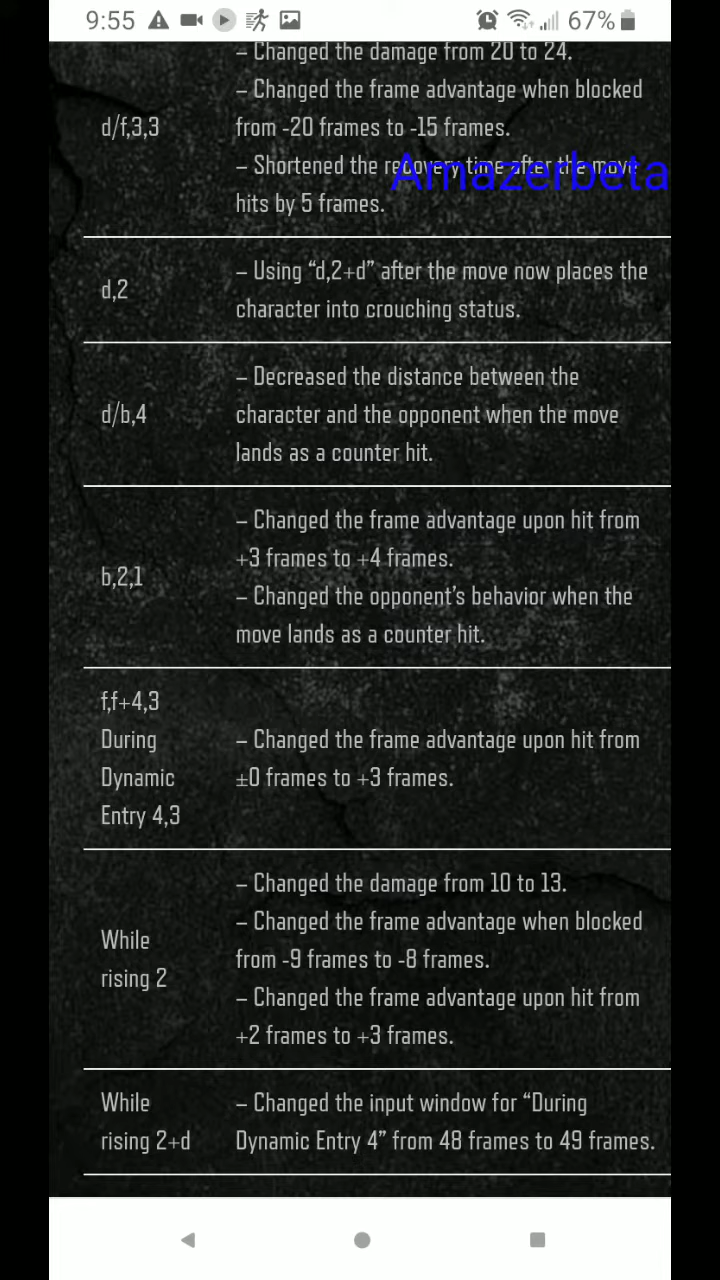 9:55 67%
– Changed the damage from 20 to 24.
– Changed the frame advantage when blocked
d/f,3,3 from -20 frames to -15 frames.
– Shortened the recovery time after the move
Amazerbeta
hits by 5 frames.
– Using “d,2+d” after the move now places the
d,2
character into crouching status.
– Decreased the distance between the
d/b,4 character and the opponent when the move
lands as a counter hit.
– Changed the frame advantage upon hit from
+3 frames to +4 frames.
b,2,1
– Changed the opponent’s behavior when the
move lands as a counter hit.
f,f+4,3
During – Changed the frame advantage upon hit from
Dynamic ±0 frames to +3 frames.
Entry 4,3
– Changed the damage from 10 to 13.
– Changed the frame advantage when blocked
While
from -9 frames to -8 frames.
rising 2
– Changed the frame advantage upon hit from
+2 frames to +3 frames.
While – Changed the input window for “During
rising 2+d Dynamic Entry 4” from 48 frames to 49 frames.